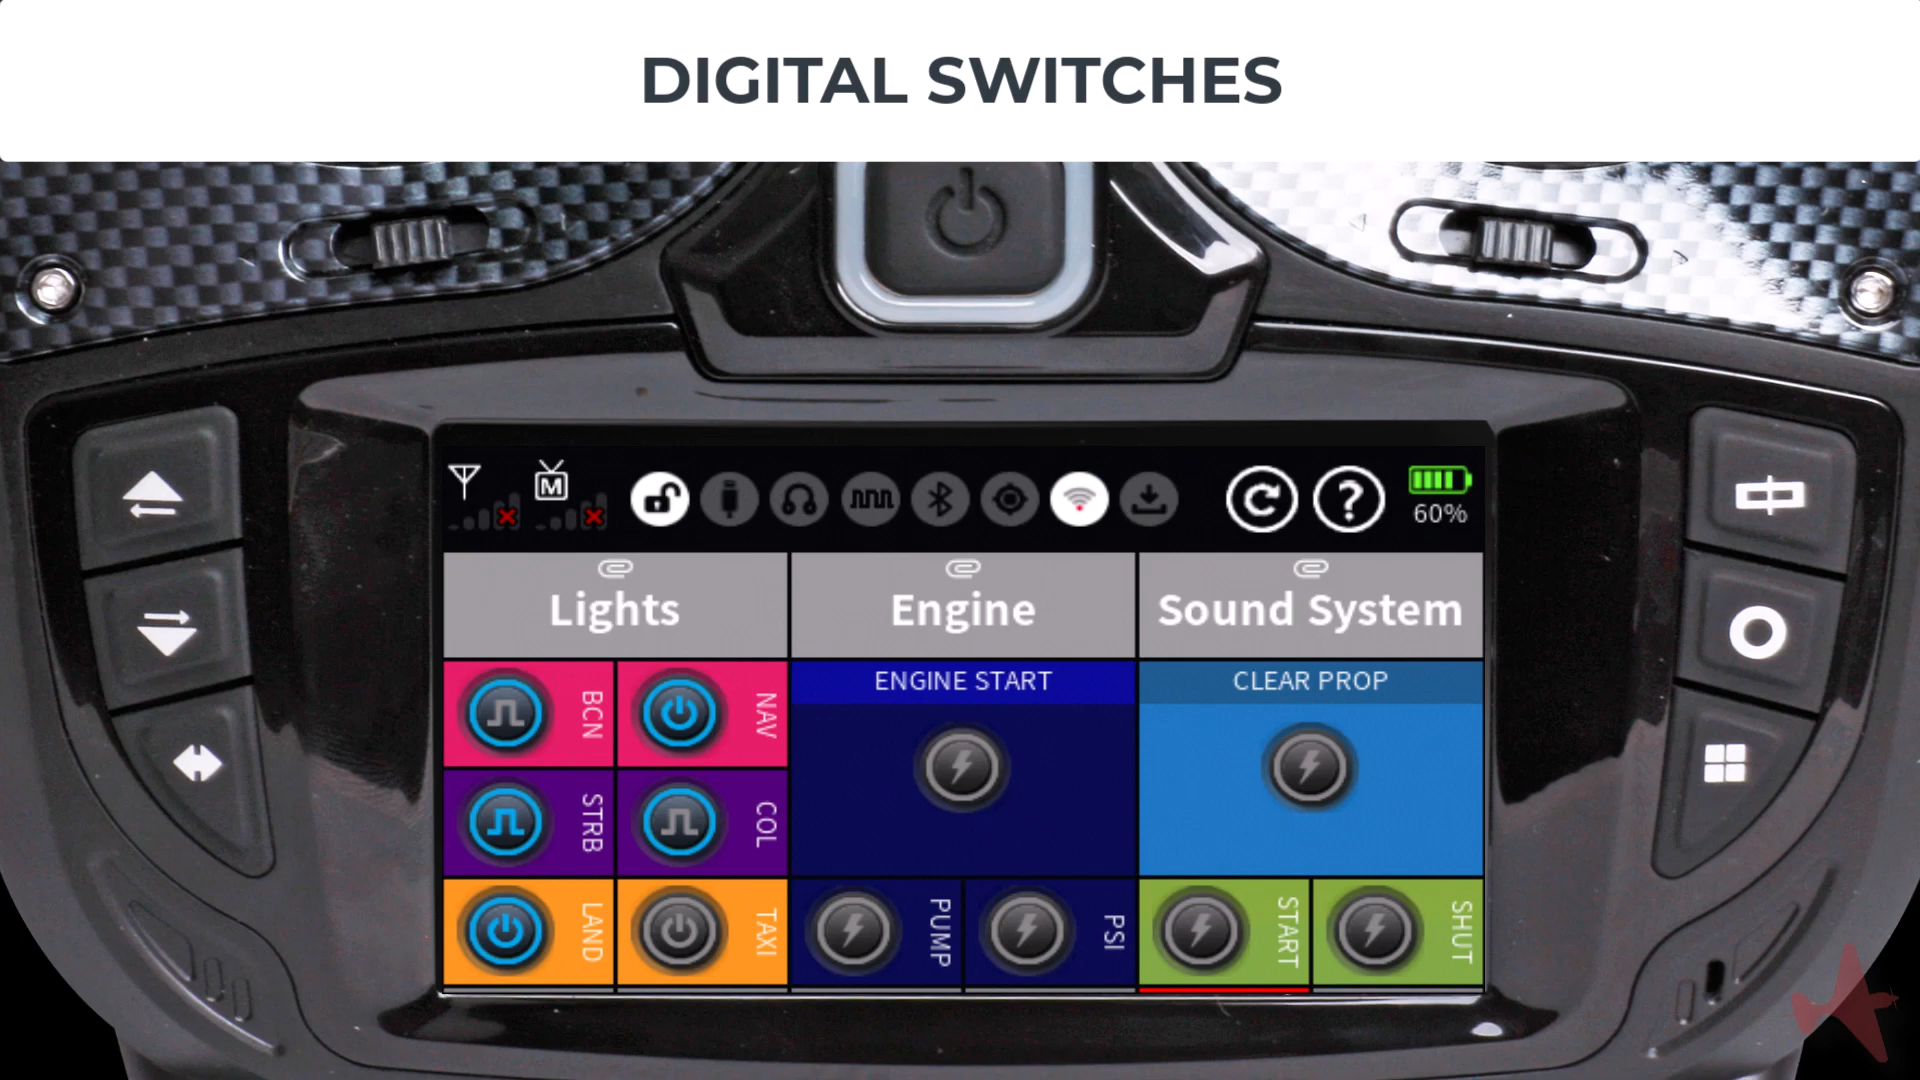 DIGITAL SWITCHES
M
?
60%
Lights
Engine
Sound System
BCN
NAV
ENGINE START
CLEAR PROP
STRB
COL
LAND
TAXI
PUMP
PSI
START
SHUT